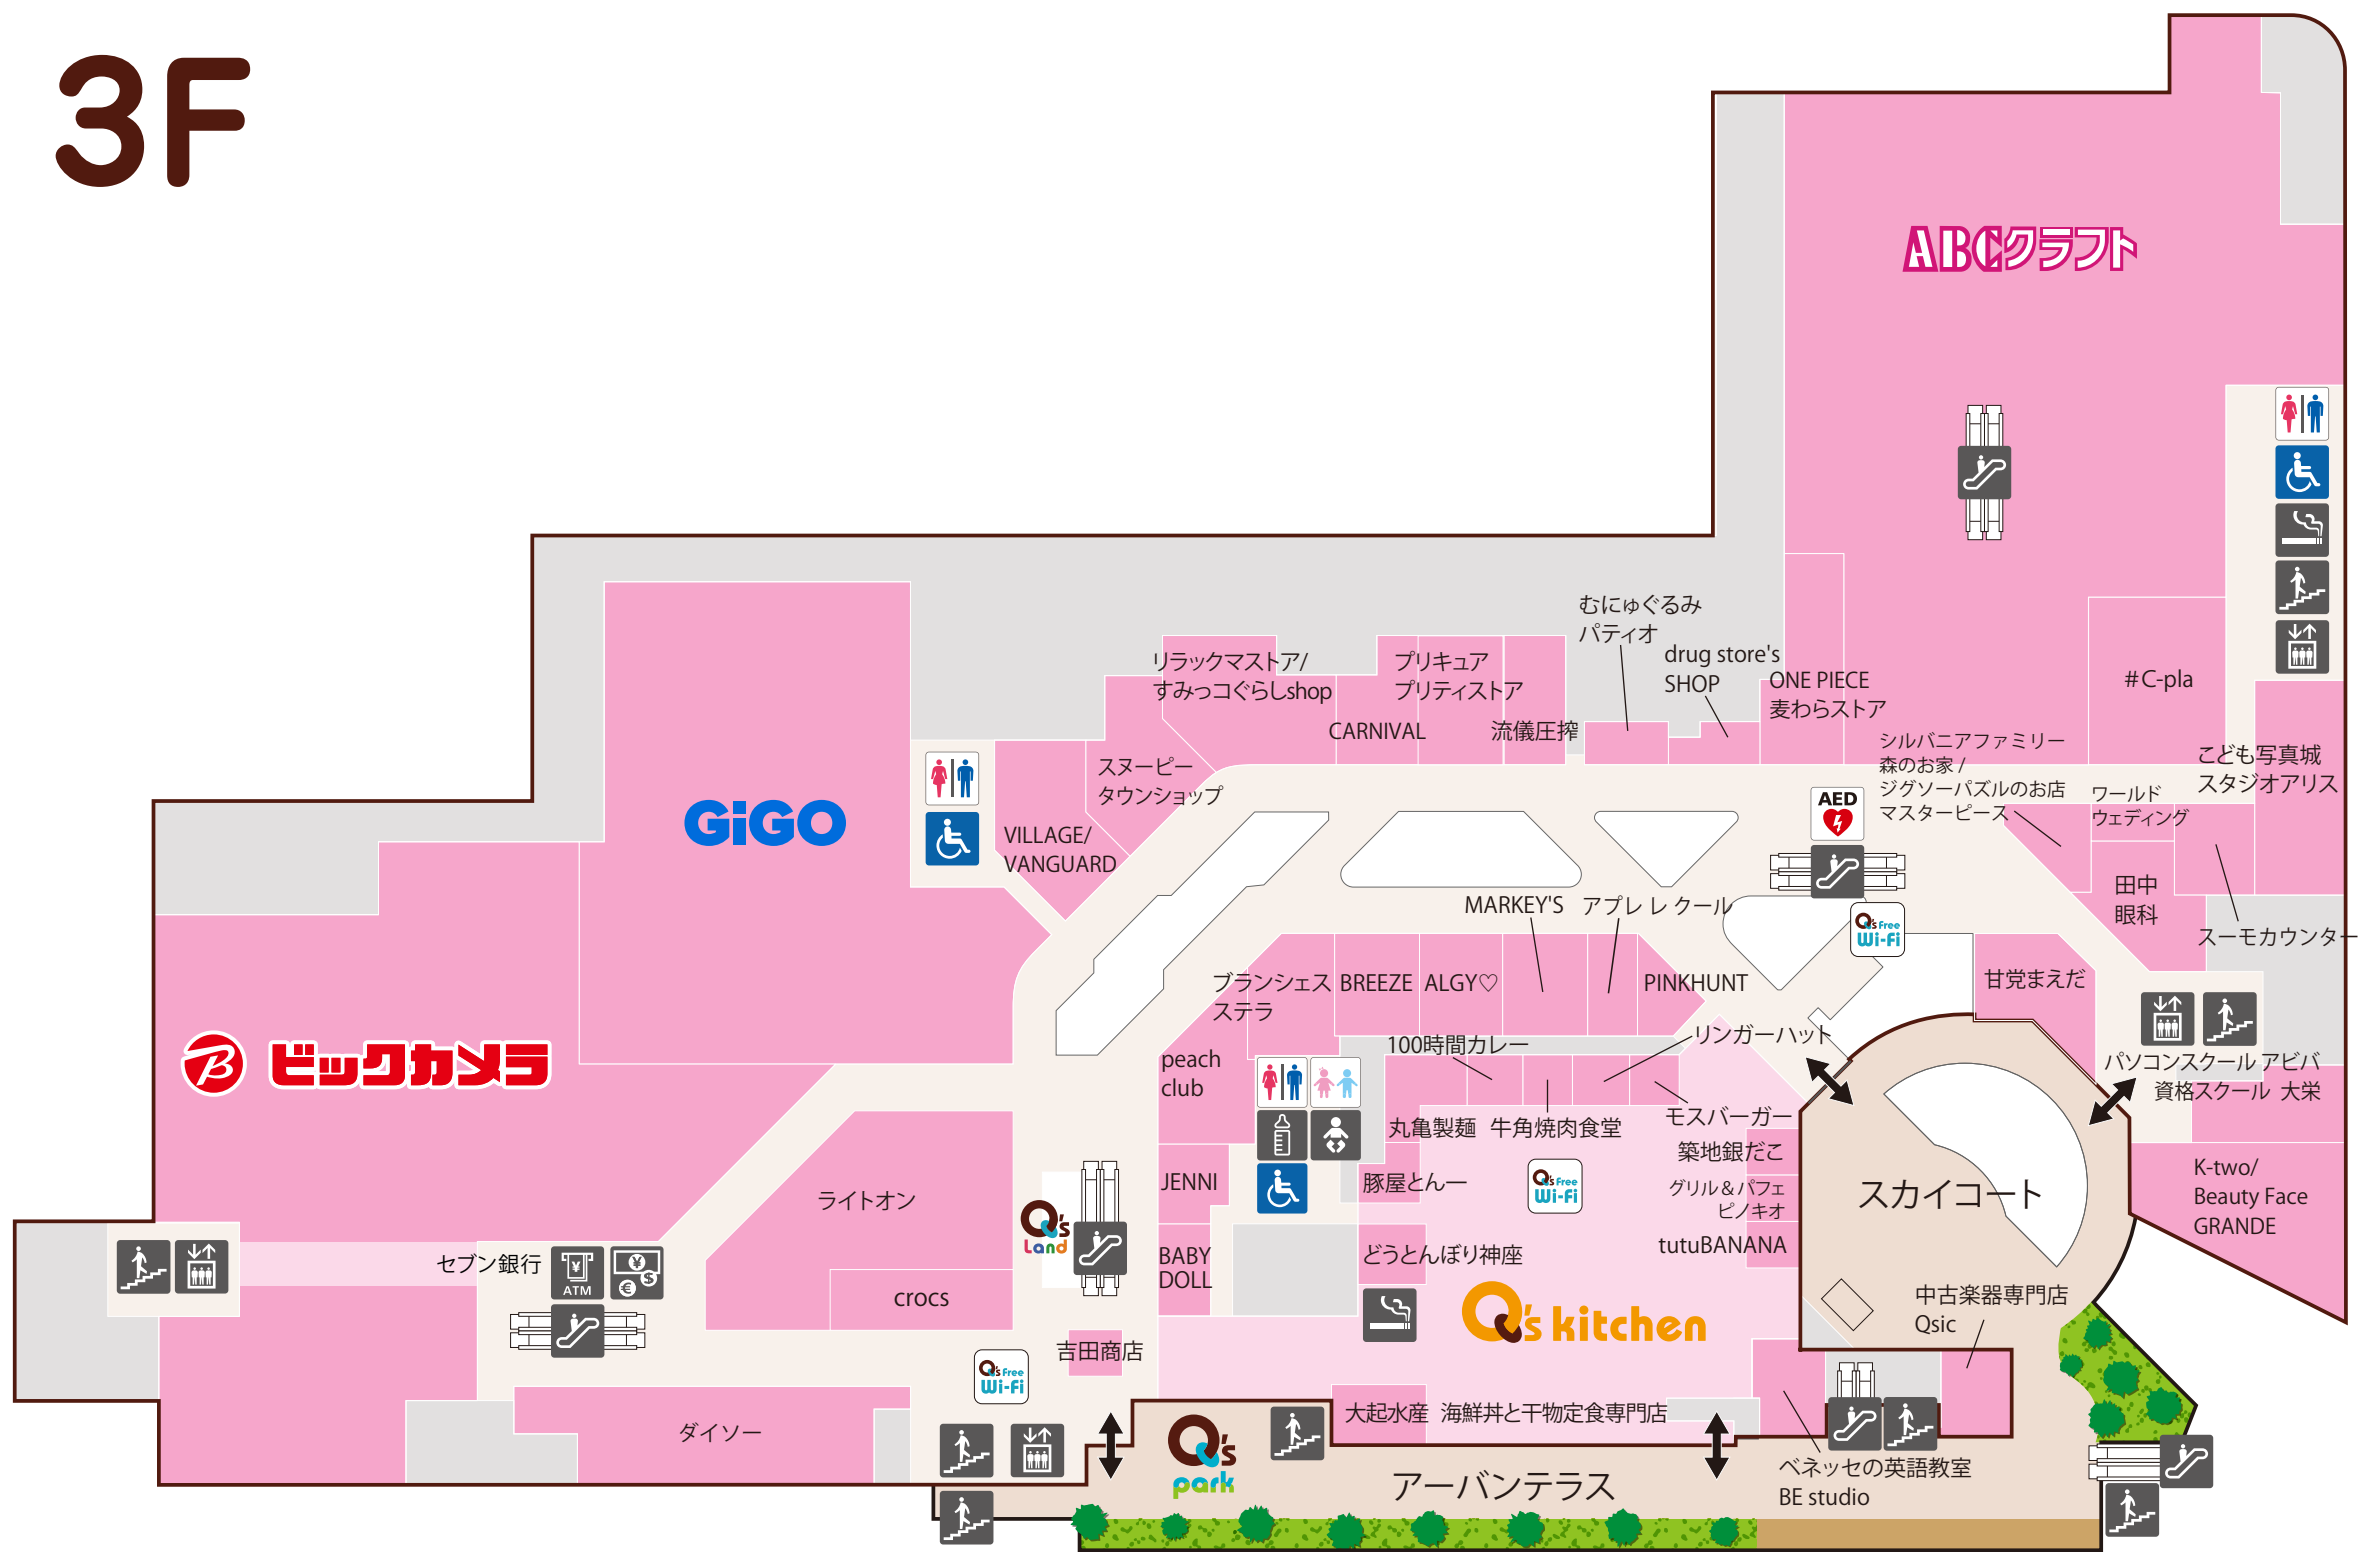 3F
ABCクラフト
むにゅぐるみ
パティオ
drug store's
SHOP
リラックマストア/
すみっコぐらしshop
プリキュア
プリティストア
CARNIVAL
流儀圧搾
ONE PIECE
麦わらストア
#C-pla
シルバニアファミリー
森のお家 /
ジグソーパズルのお店
マスターピース
ワールド
ウェディング
こども写真城
スタジオアリス
スヌーピー
タウンショップ
VILLAGE/
VANGUARD
GiGO
AED
田中
眼科
スーモカウンター
MARKEY'S
アプレ レ クール
Q's Free
Wi-Fi
ブランシェス
ステラ
BREEZE
ALGY♡
PINKHUNT
甘党まえだ
ビックカメラ
100時間カレー
リンガーハット
peach
club
パソコンスクール アビバ
資格スクール 大栄
丸亀製麺
牛角焼肉食堂
モスバーガー
築地銀だこ
JENNI
豚屋とん一
Q's Free
Wi-Fi
グリル＆パフェ
ピノキオ
スカイコート
K-two/
Beauty Face
GRANDE
ライトオン
Q's
Land
BABY
DOLL
どうとんぼり神座
tutuBANANA
セブン銀行
ATM
crocs
Q's kitchen
中古楽器専門店
Qsic
吉田商店
Q's Free
Wi-Fi
ダイソー
大起水産 海鮮丼と干物定食専門店
Q's
park
アーバンテラス
ベネッセの英語教室
BE studio